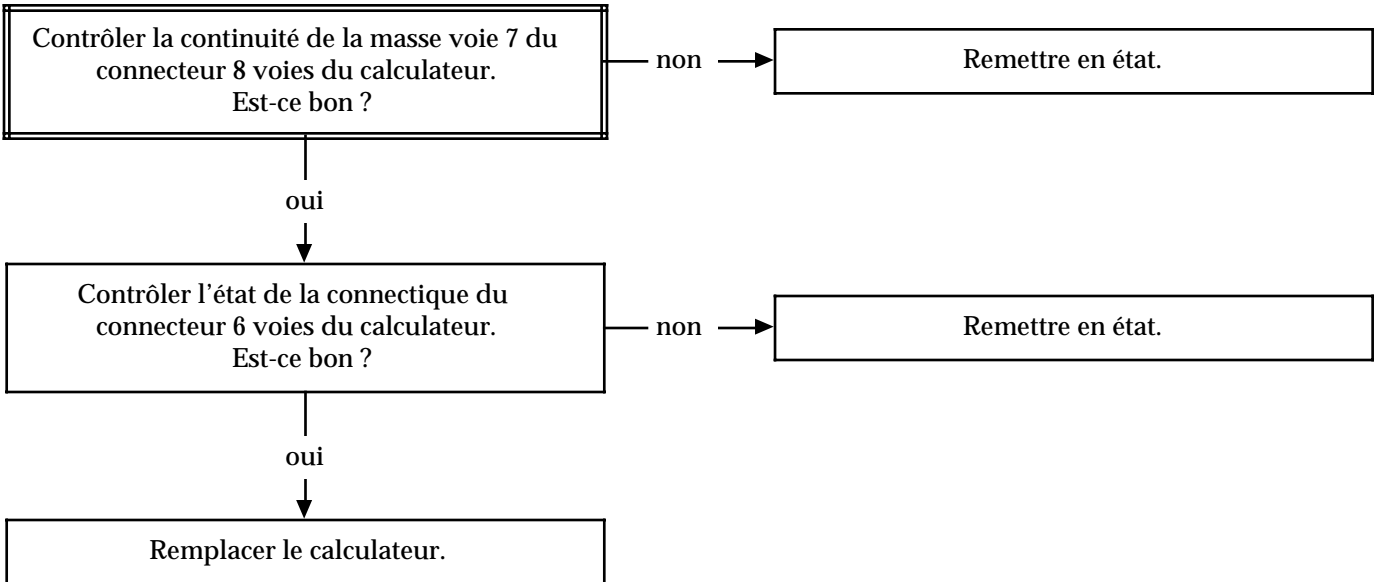 Contrôler la continuité de la masse voie 7 du
connecteur 8 voies du calculateur.
Est-ce bon ?
non
Remettre en état.
oui
Contrôler l'état de la connectique du
connecteur 6 voies du calculateur.
Est-ce bon ?
non
Remettre en état.
oui
Remplacer le calculateur.